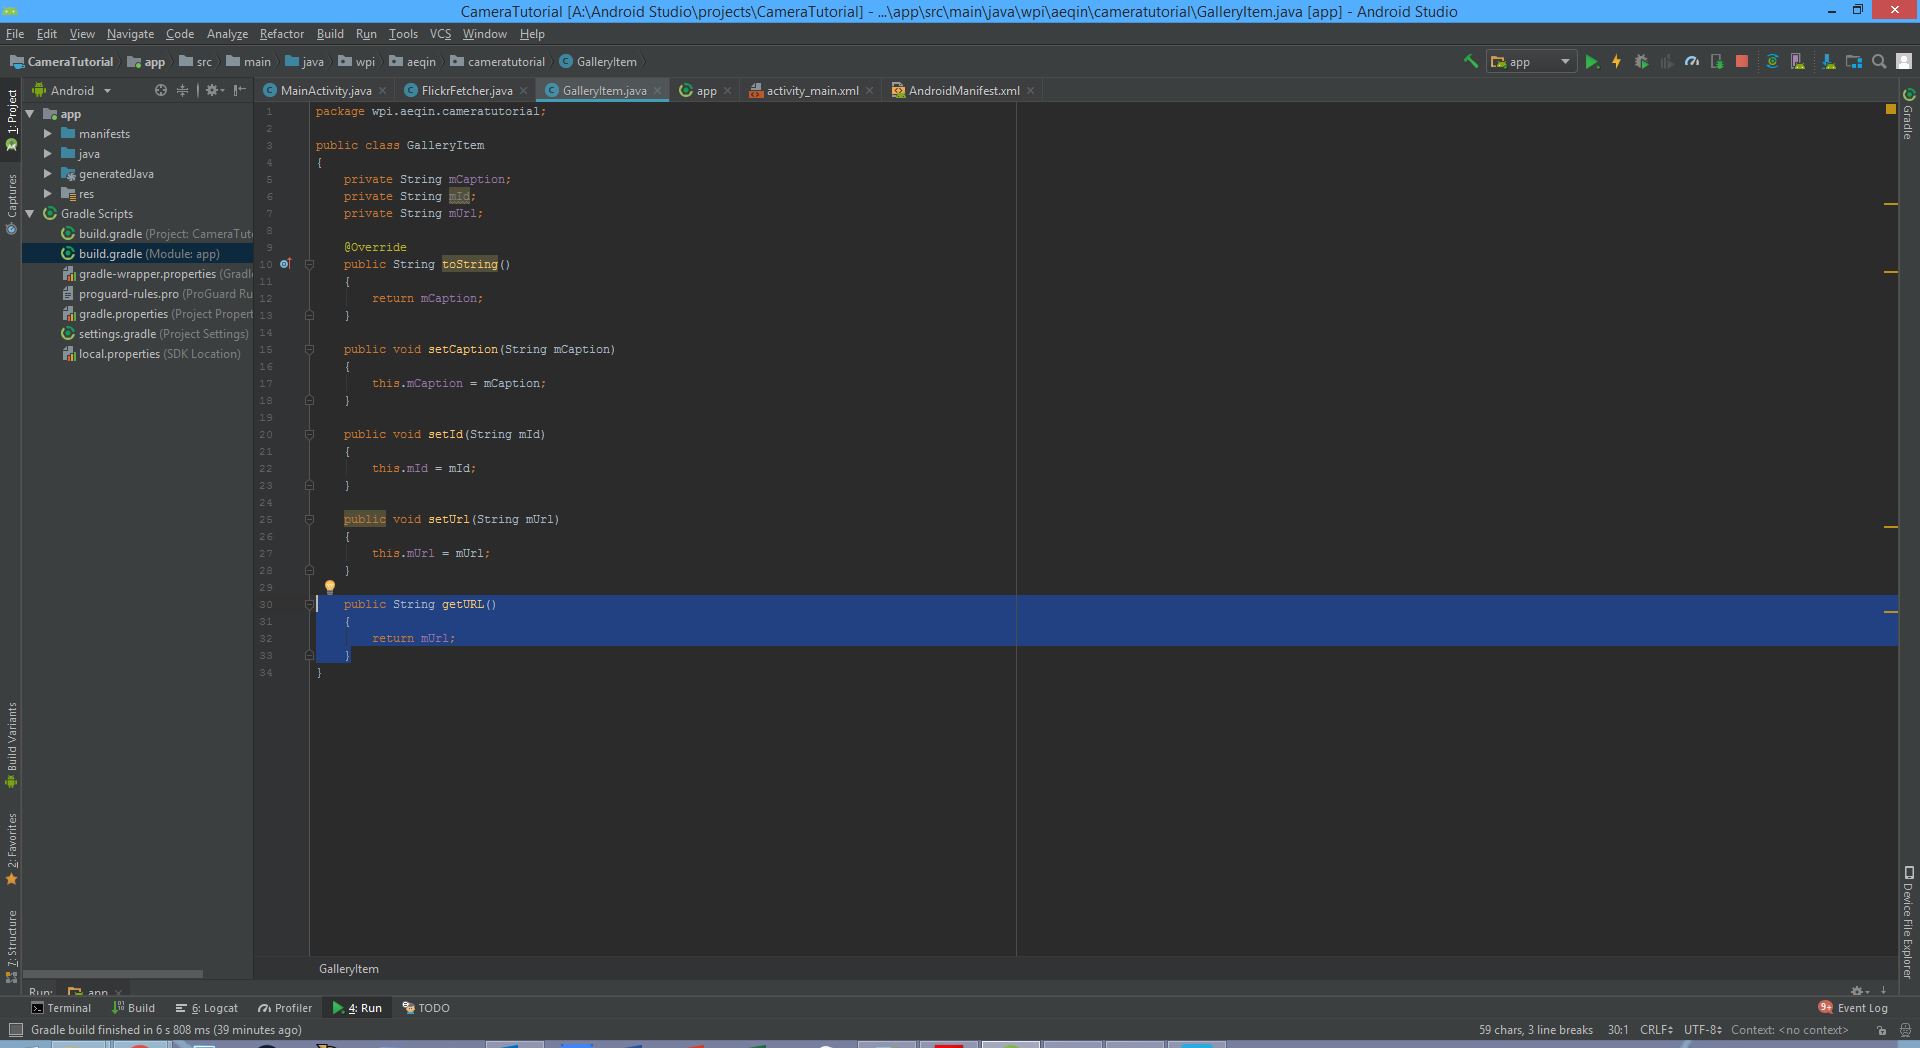 CameraTutorial [A:\Android Studio\projects\CameraTutorial] - ...\app\src\main\java\wpi\aeqin\cameratutorial\GalleryItem.java [app] - Android Studio
File Edit View Navigate Code Analyze Refactor Build Run Tools VCS Window Help
CameraTutorial app src main java wpi aeqin cameratutorial GalleryItem app
Android MainActivity.java FlickrFetcher.java GalleryItem.java app activity_main.xml AndroidManifest.xml
1: Project
Captures
Build Variants
2: Favorites
7: Structure
app
manifests
java
generatedJava
res
Gradle Scripts
build.gradle (Project: CameraTut
build.gradle (Module: app)
gradle-wrapper.properties (Gradl
proguard-rules.pro (ProGuard Ru
gradle.properties (Project Propert
settings.gradle (Project Settings)
local.properties (SDK Location)
1 package wpi.aeqin.cameratutorial;
2
3 public class GalleryItem
4 {
5 private String mCaption;
6 private String mId;
7 private String mUrl;
8
9 @Override
10 public String toString()
11 {
12 return mCaption;
13 }
14
15 public void setCaption(String mCaption)
16 {
17 this.mCaption = mCaption;
18 }
19
20 public void setId(String mId)
21 {
22 this.mId = mId;
23 }
24
25 public void setUrl(String mUrl)
26 {
27 this.mUrl = mUrl;
28 }
29
30 public String getURL()
31 {
32 return mUrl;
33 }
34 }
Gradle
Device File Explorer
GalleryItem
Run: app
Terminal Build 6: Logcat Profiler 4: Run TODO 9+ Event Log
Gradle build finished in 6 s 808 ms (39 minutes ago) 59 chars, 3 line breaks 30:1 CRLF UTF-8 Context: <no context>